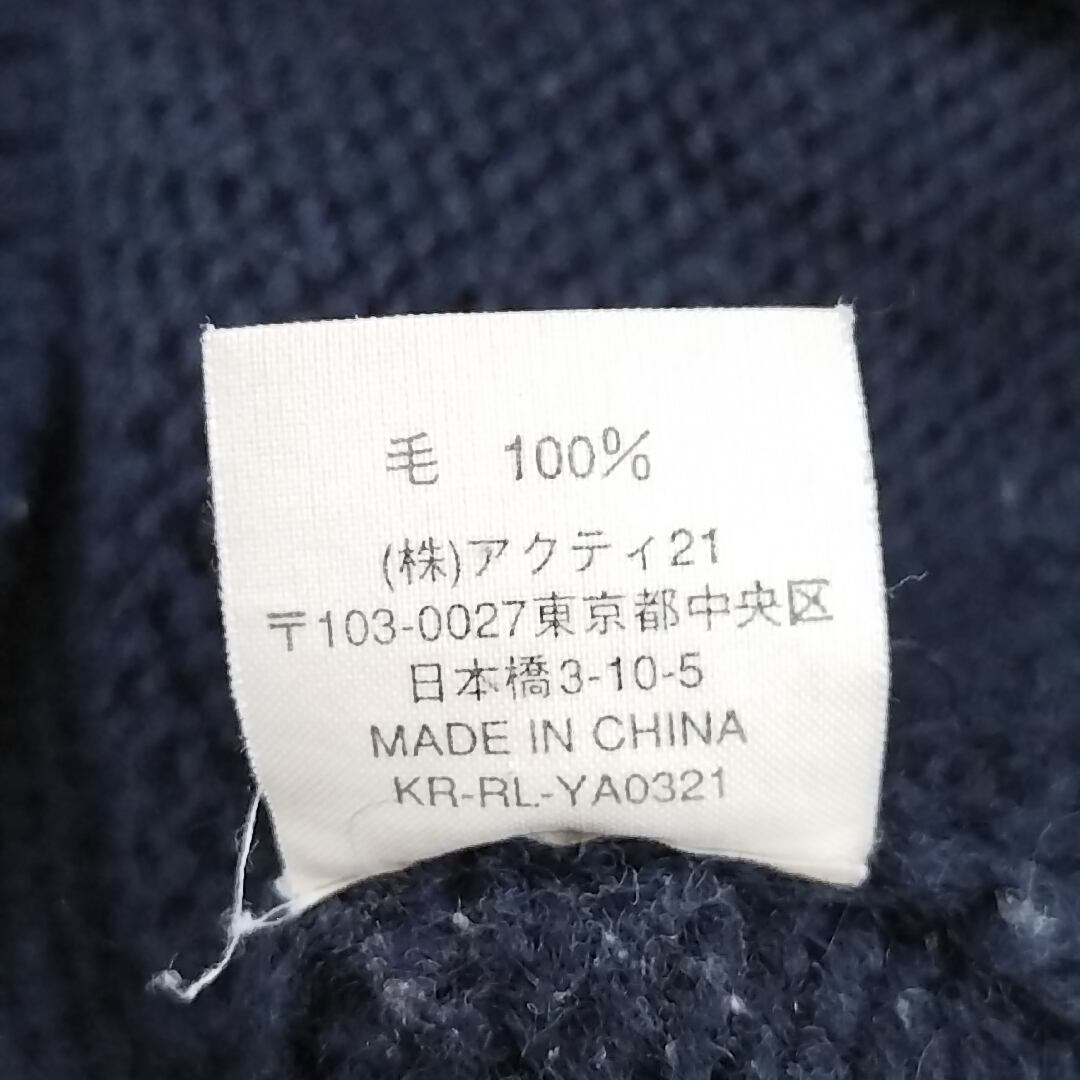 毛 100%
(株)アクティ21
〒103-0027東京都中央区
日本橋3-10-5
MADE IN CHINA
KR-RL-YA0321